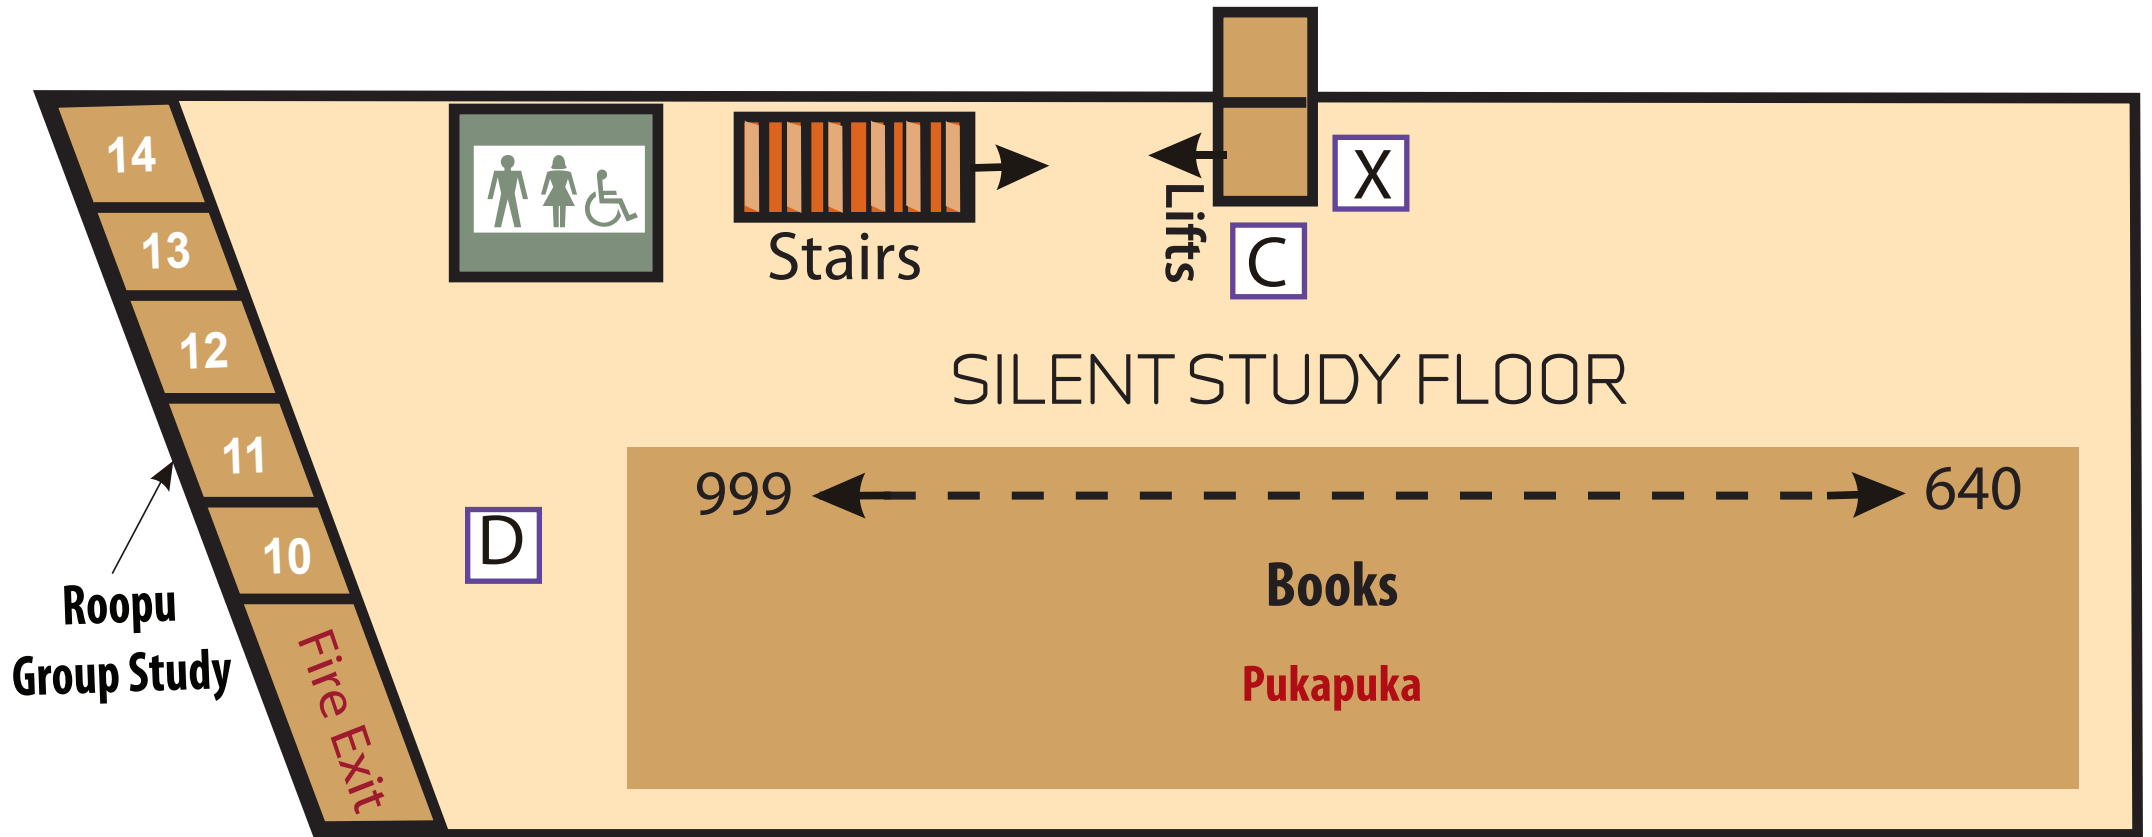 14
13
12
11
10
Fire Exit
Roopu
Group Study
Stairs
Lifts
X
C
SILENT STUDY FLOOR
D
999
640
Books
Pukapuka